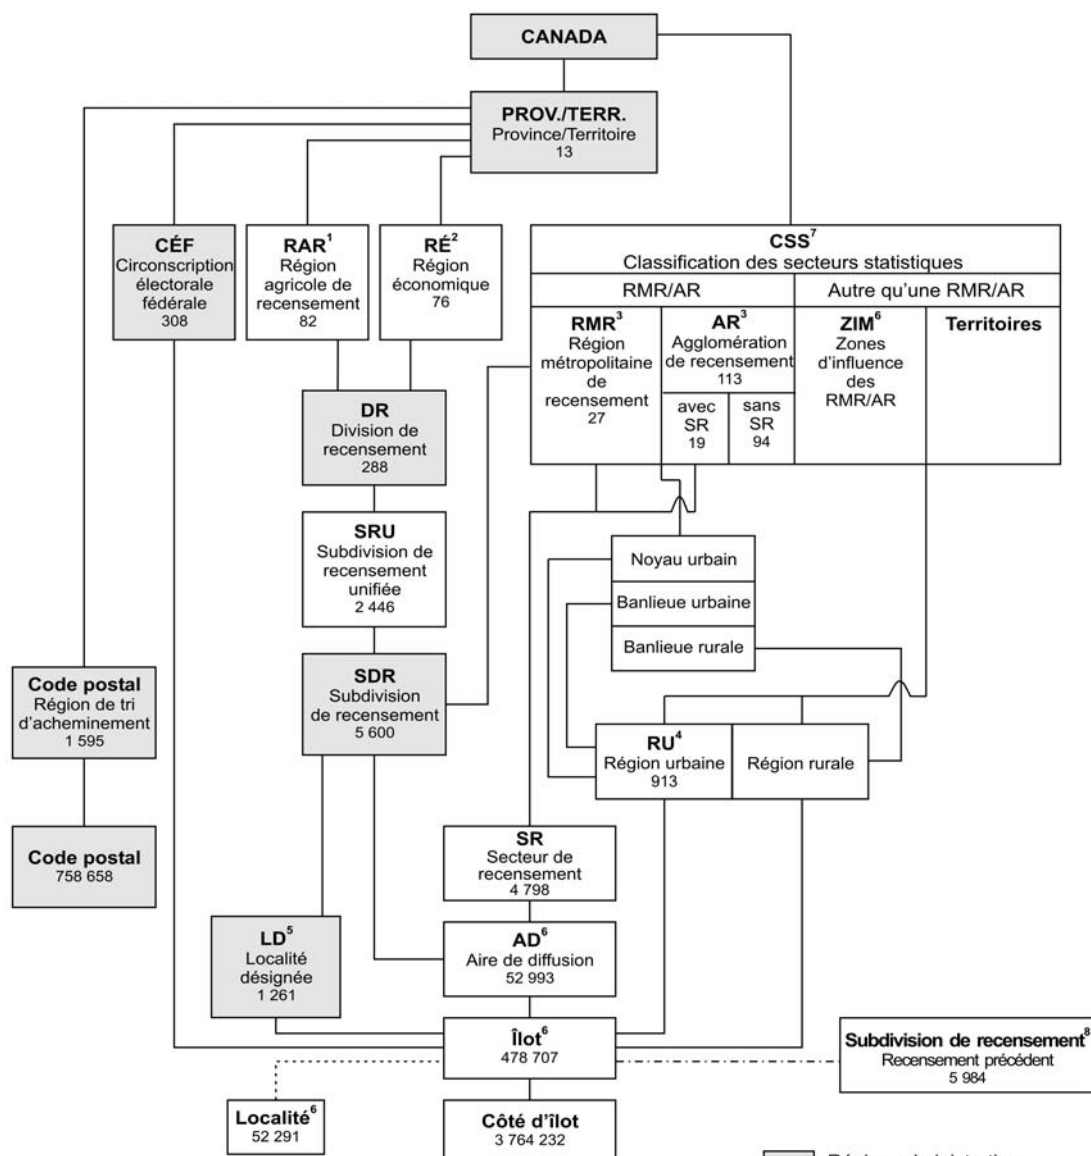 CANADA
PROV./TERR.
Province/Territoire
13
CÉF
Circonscription
électorale
fédérale
308
RAR1
Région
agricole de
recensement
82
RÉ2
Région
économique
76
CSS7
Classification des secteurs statistiques
RMR/AR
Autre qu'une RMR/AR
RMR3
Région
métropolitaine
de
recensement
27
AR3
Agglomération
de recensement
113
avec
SR
19
sans
SR
94
ZIM6
Zones
d'influence
des
RMR/AR
Territoires
DR
Division de
recensement
288
SRU
Subdivision de
recensement
unifiée
2 446
Noyau urbain
Banlieue urbaine
Banlieue rurale
SDR
Subdivision
de recensement
5 600
Code postal
Région de tri
d'acheminement
1 595
RU4
Région urbaine
913
Région rurale
Code postal
758 658
SR
Secteur de
recensement
4 798
LD5
Localité
désignée
1 261
AD6
Aire de diffusion
52 993
Îlot6
478 707
Subdivision de recensement8
Recensement précédent
5 984
Localité6
52 291
Côté d'îlot
3 764 232